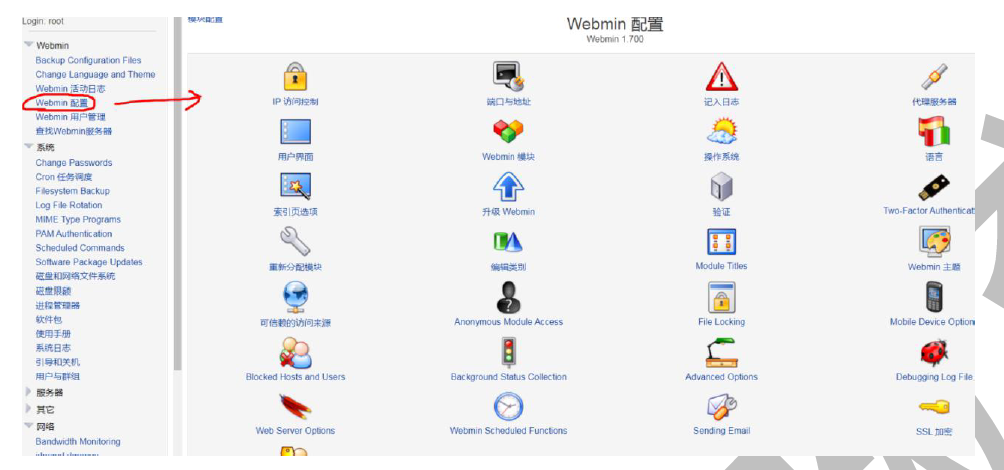 Login: root
模块配置
Webmin 配置
Webmin 1.700
Webmin
Backup Configuration Files
Change Language and Theme
Webmin 活动日志
Webmin 配置
Webmin 用户管理
查找Webmin服务器
系统
Change Passwords
Cron 任务调度
Filesystem Backup
Log File Rotation
MIME Type Programs
PAM Authentication
Scheduled Commands
Software Package Updates
磁盘和网络文件系统
磁盘限额
进程管理器
软件包
使用手册
系统日志
引导和关机
用户与群组
服务器
其它
网络
Bandwidth Monitoring
IP 访问控制
端口与地址
记入日志
代理服务器
用户界面
Webmin 模块
操作系统
语言
索引页选项
升级 Webmin
验证
Two-Factor Authenticat
重新分配模块
编辑类别
Module Titles
Webmin 主题
可信赖的访问来源
Anonymous Module Access
File Locking
Mobile Device Option
Blocked Hosts and Users
Background Status Collection
Advanced Options
Debugging Log File
Web Server Options
Webmin Scheduled Functions
Sending Email
SSL 加密